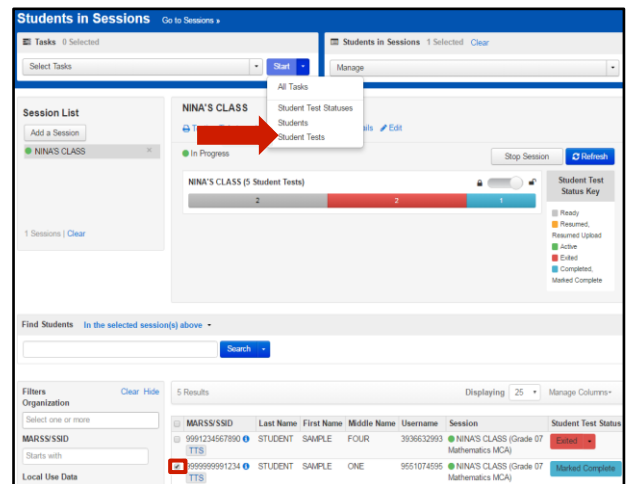 Students in Sessions Go to Sessions »
Tasks 0 Selected
Students in Sessions 1 Selected Clear
Select Tasks
Start
Manage
All Tasks
Student Test Statuses
Students
Student Tests
Session List
Add a Session
NINA'S CLASS ×
1 Sessions | Clear
NINA'S CLASS
Edit
In Progress
Stop Session
Refresh
NINA'S CLASS (5 Student Tests)
2 2 1
Student Test
Status Key
Ready
Resumed,
Resumed Upload
Active
Exited
Completed,
Marked Complete
Find Students In the selected session(s) above
Search
Filters Clear Hide
Organization
Select one or more
MARSS/SSID
Starts with
Local Use Data
5 Results Displaying 25 Manage Columns
MARSS/SSID Last Name First Name Middle Name Username Session Student Test Status
9991234567890 STUDENT SAMPLE FOUR 3936632993 NINA'S CLASS (Grade 07 Exited
TTS Mathematics MCA)
9999999991234 STUDENT SAMPLE ONE 9551074595 NINA'S CLASS (Grade 07 Marked Complete
TTS Mathematics MCA)